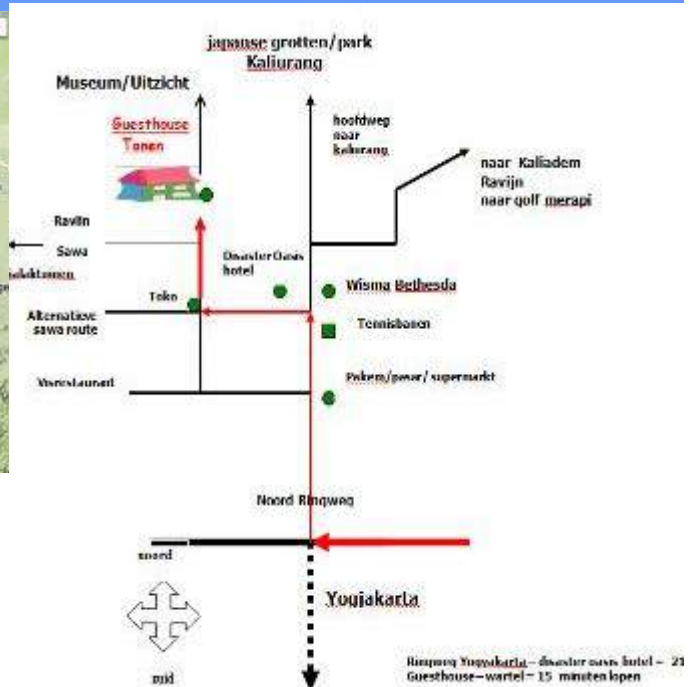 japanse grotten/park
Kaliurang
Museum/Uitzicht
Guesthouse
Tonen
hoofdweg
naar
kaliurang
naar Kaliadem
Ravijn
naar golf merapi
Ravijn
Sawa
Disaster Oasis
hotel
Toko
Wisma Bethesda
Alternatieve
sawa route
Tennisbanen
Visrestaurant
Pakem/pasar/ supermarkt
Noord Ringweg
noord
Yogjakarta
zuid
Ringweg Yogyakarta – disaster oasis hotel = 21
Guesthouse – wartel = 15 minuten lopen